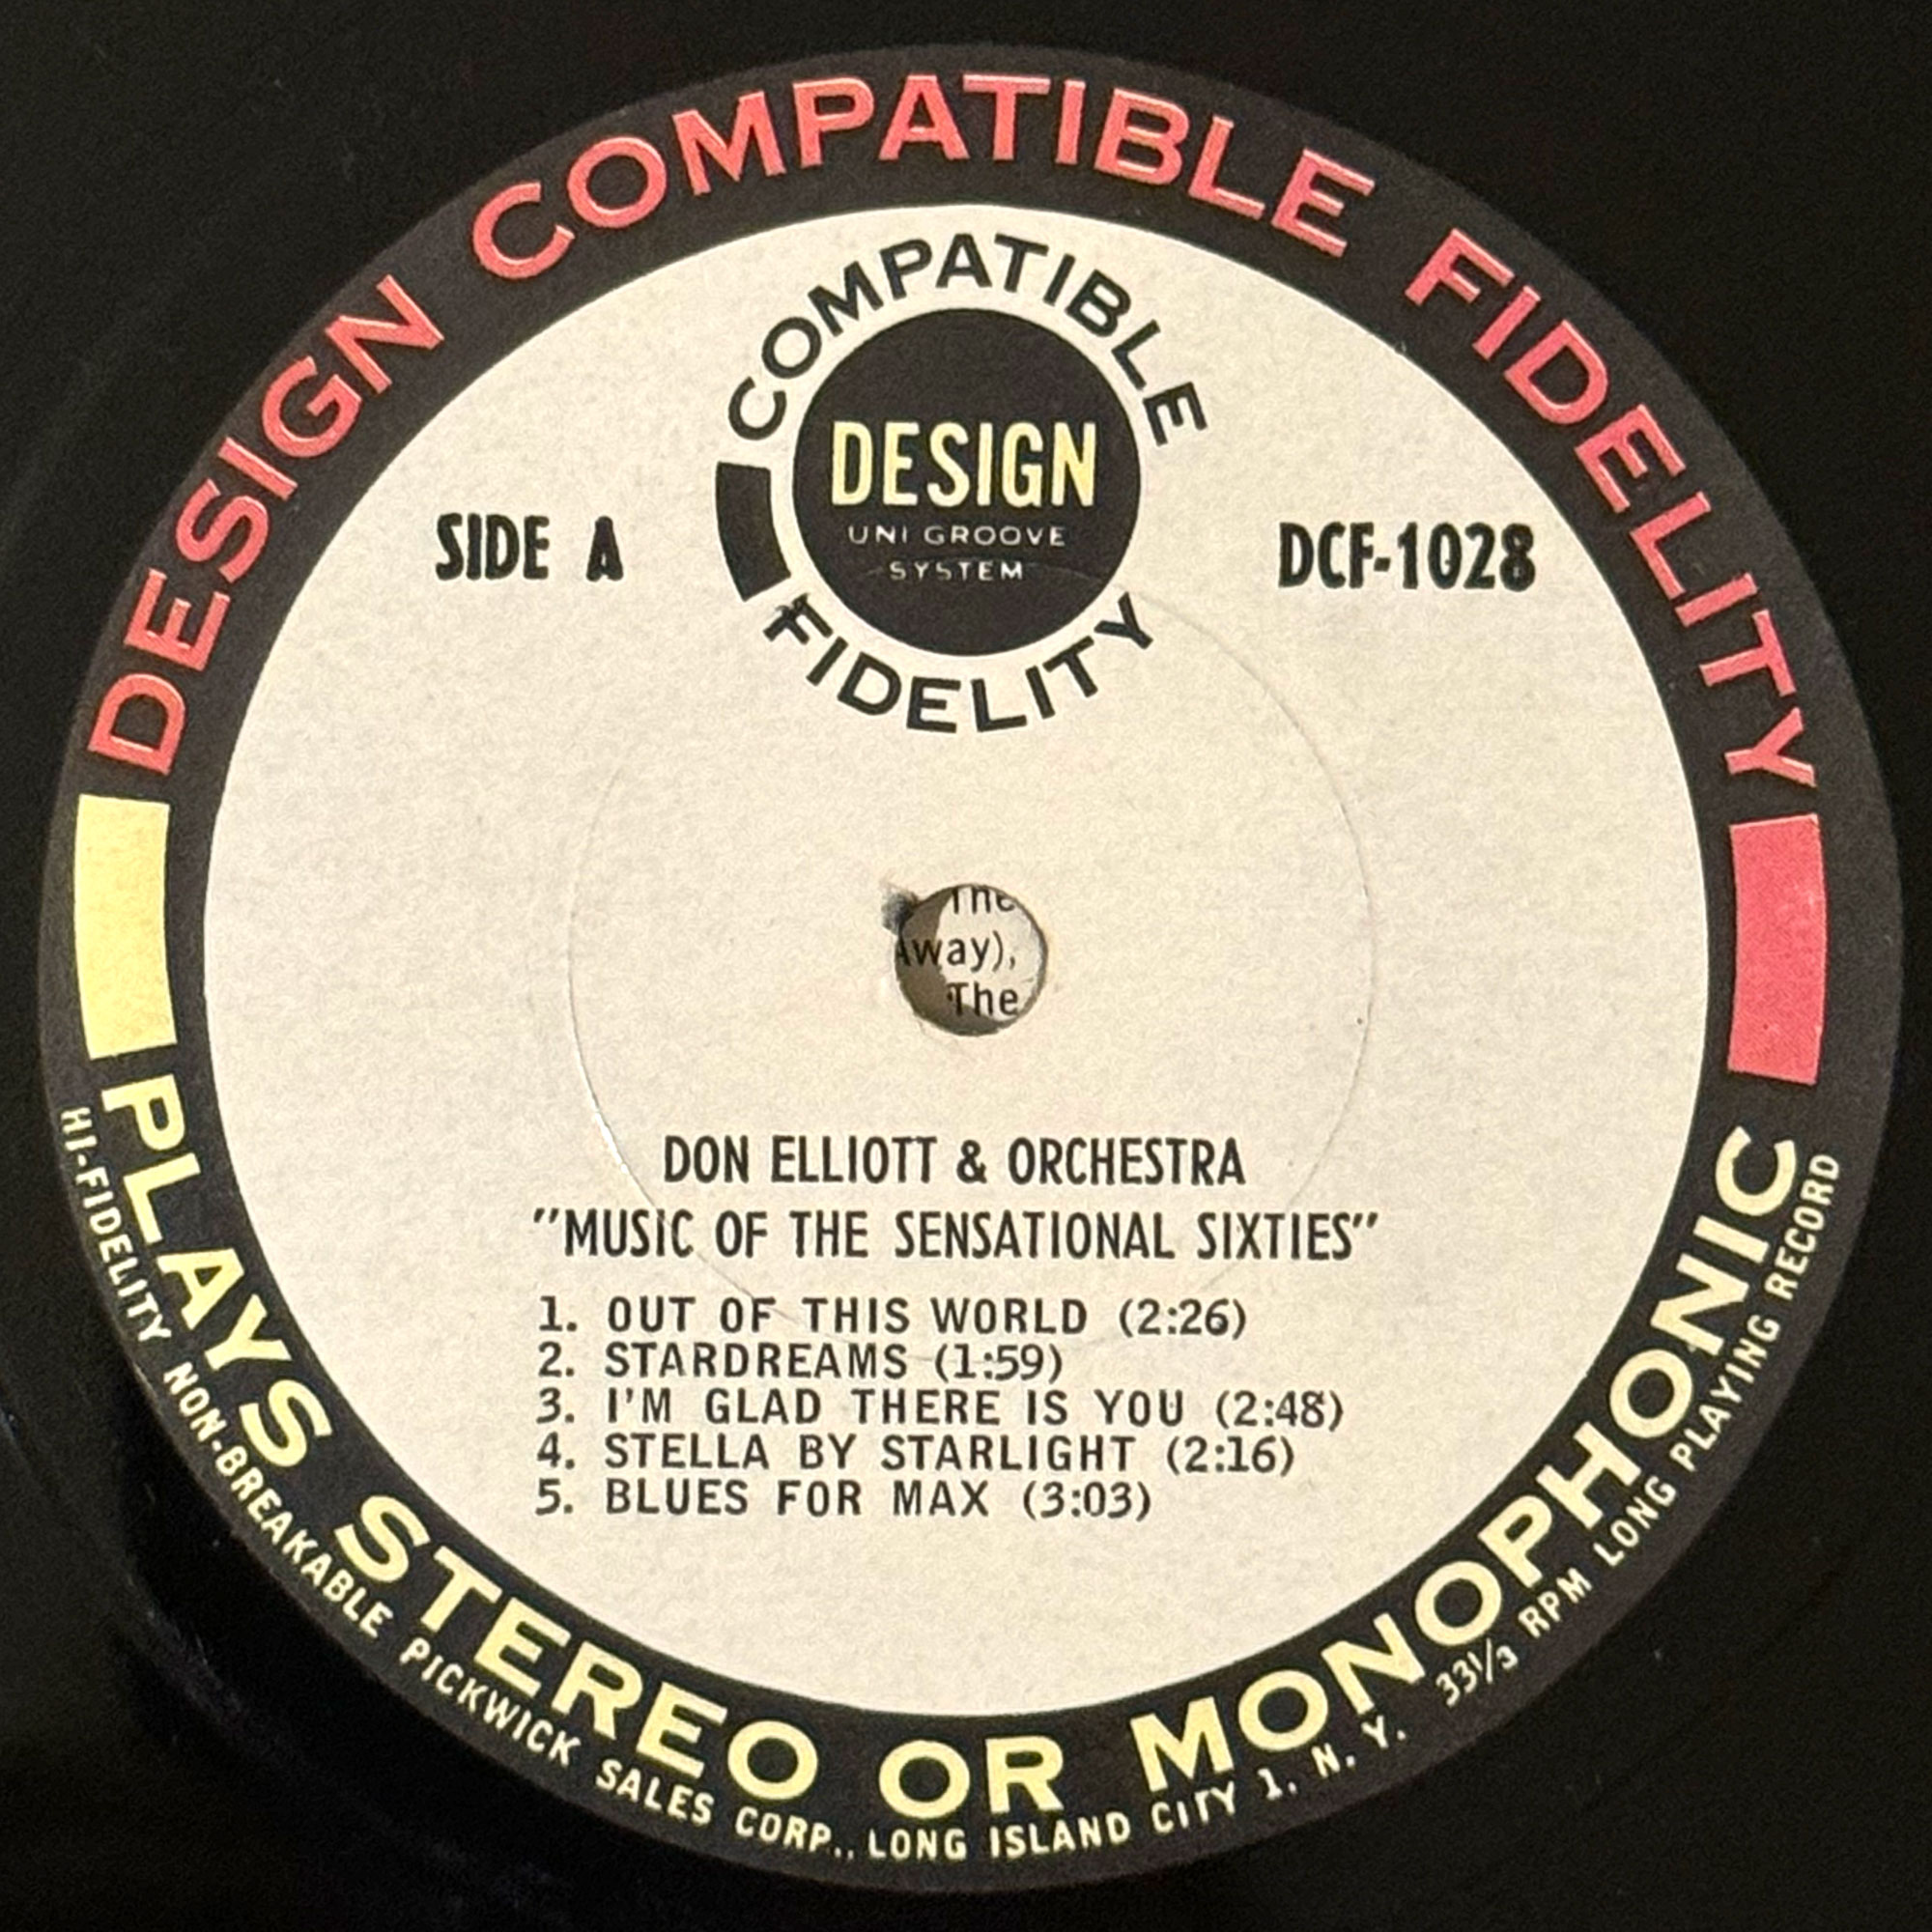 DESIGN COMPATIBLE FIDELITY
COMPATIBLE
DESIGN
UNI GROOVE
SYSTEM
FIDELITY
SIDE A
DCF-1028
The
Away),
The
DON ELLIOTT & ORCHESTRA
"MUSIC OF THE SENSATIONAL SIXTIES"
1. OUT OF THIS WORLD (2:26)
2. STARDREAMS (1:59)
3. I'M GLAD THERE IS YOU (2:48)
4. STELLA BY STARLIGHT (2:16)
5. BLUES FOR MAX (3:03)
PLAYS STEREO OR MONOPHONIC
HI-FIDELITY NON-BREAKABLE PICKWICK SALES CORP., LONG ISLAND CITY 1, N. Y. 33 1/3 RPM LONG PLAYING RECORD